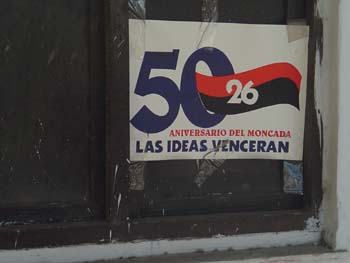 50
26
ANIVERSARIO DEL MONCADA
LAS IDEAS VENCERAN